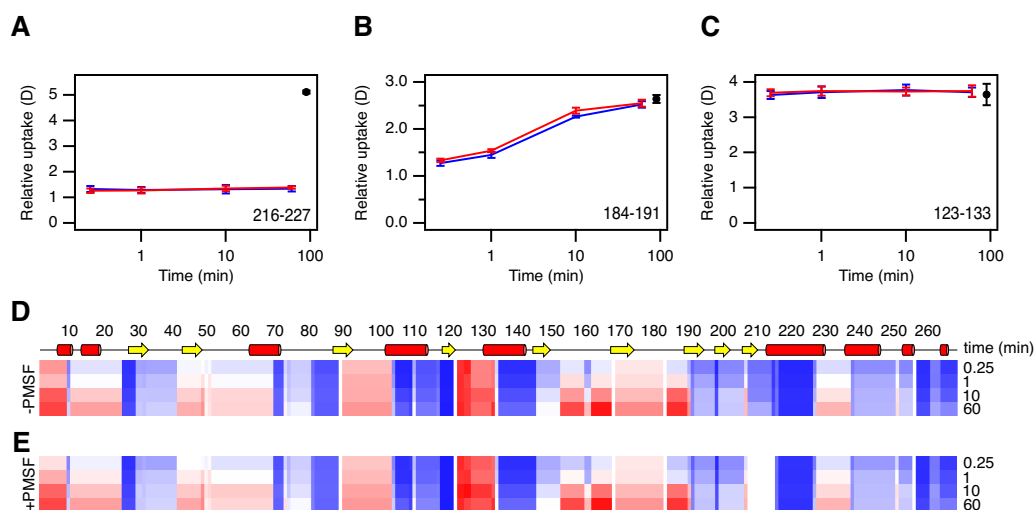 A
B
C
Relative uptake (D)
5
4
3
2
1
0
216-227
1
10
100
Time (min)
Relative uptake (D)
3.0
2.0
1.0
0.0
184-191
1
10
100
Time (min)
Relative uptake (D)
4
3
4
1
0
123-133
1
10
100
Time (min)
D
10 20 30 40 50 60 70 80 90 100 110 120 130 140 150 160 170 180 190 200 210 220 230 240 250 260
time (min)
-PMSF
0.25
1
10
60
E
+PMSF
0.25
1
10
60